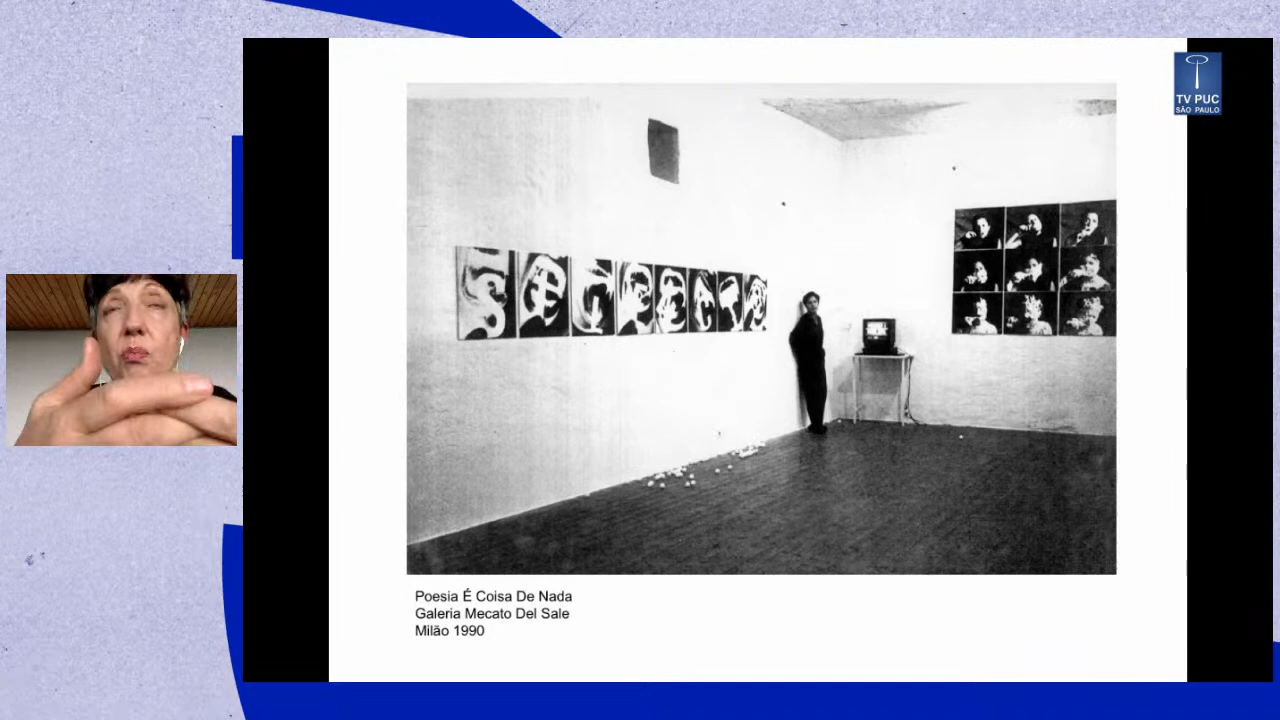 TV PUC
SÃO PAULO
Poesia É Coisa De Nada
Galeria Mecato Del Sale
Milão 1990